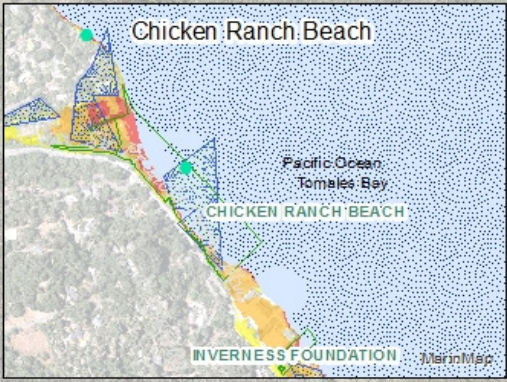 Chicken Ranch Beach
Pacific Ocean
Tomales Bay
CHICKEN RANCH BEACH
INVERNESS FOUNDATION
MarinMap